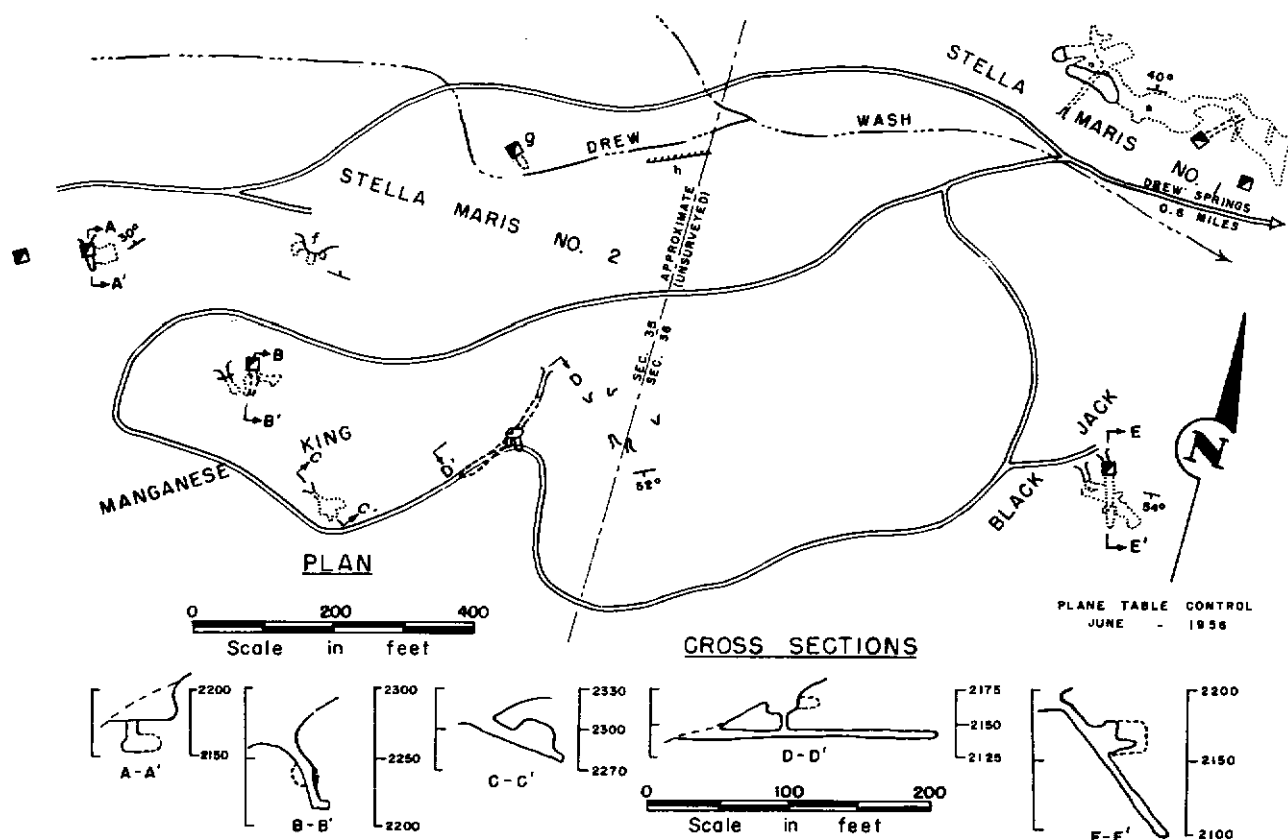 STELLA
MARIS
NO. 1
40°
DREW
WASH
g
h
STELLA MARIS NO. 2
DREW SPRINGS
0.6 MILES
APPROXIMATE
(UNSURVEYED)
SEC. 35
SEC. 36
A
30°
A'
f
B
B'
KING
C
C'
MANGANESE
D
D'
52°
BLACK JACK
E
54°
E'
N
PLAN
0 200 400
Scale in feet
PLANE TABLE CONTROL
JUNE - 1956
CROSS SECTIONS
2200
2150
A-A'
2300
2250
2200
B-B'
2330
2300
2270
C-C'
2175
2150
2125
D-D'
0 100 200
Scale in feet
2200
2150
2100
E-E'